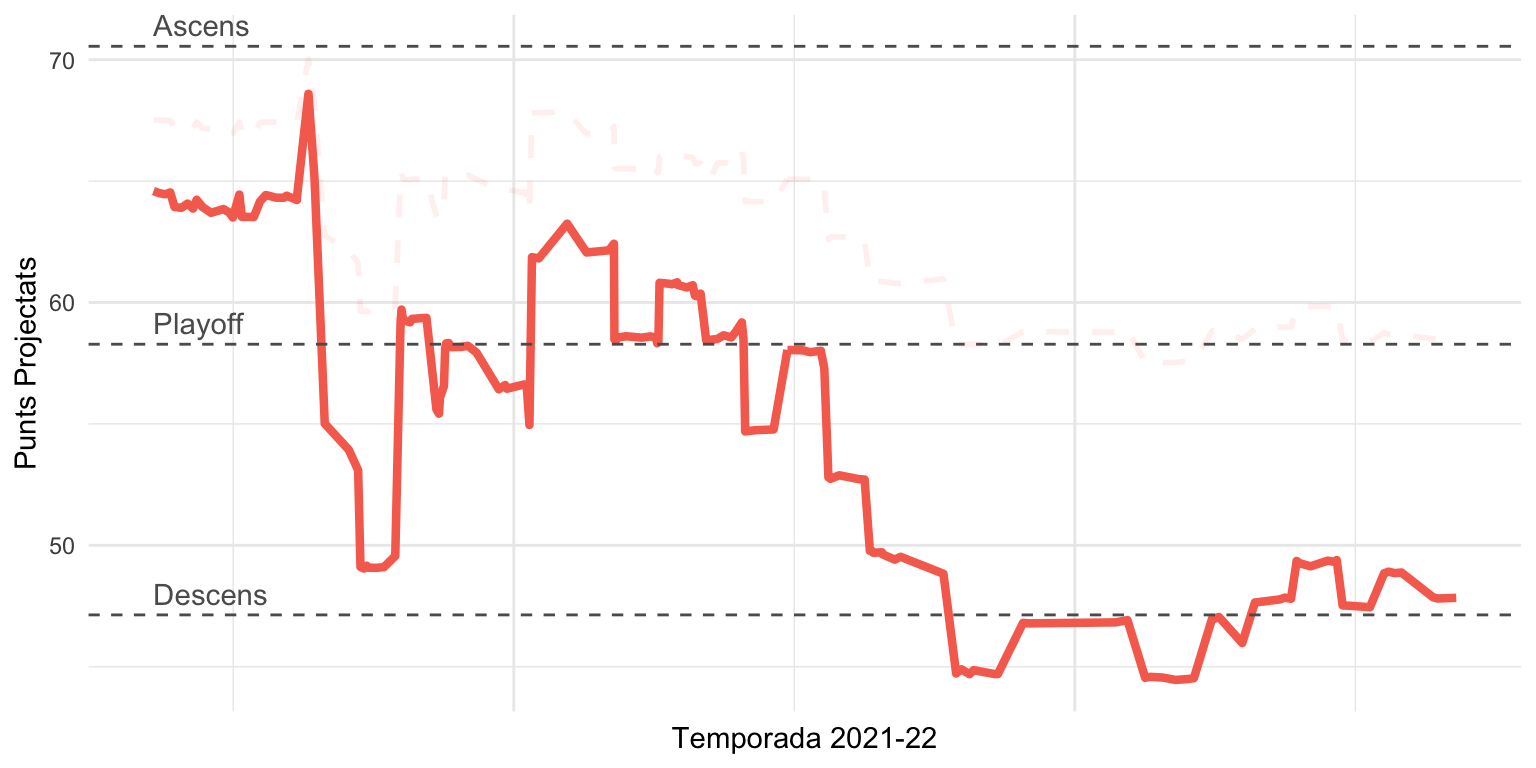 Ascens
70
60
Playoff
50
Descens
Punts Projectats
Temporada 2021-22